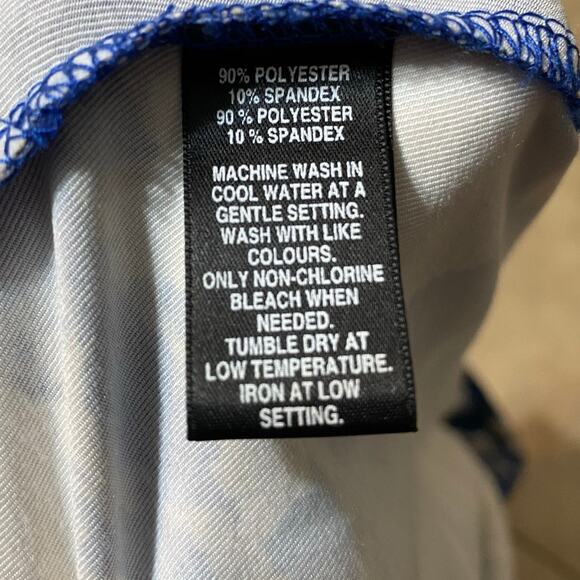 90% POLYESTER
10% SPANDEX
90% POLYESTER
10% SPANDEX
MACHINE WASH IN
COOL WATER AT A
GENTLE SETTING.
WASH WITH LIKE
COLOURS.
ONLY NON-CHLORINE
BLEACH WHEN
NEEDED.
TUMBLE DRY AT
LOW TEMPERATURE.
IRON AT LOW
SETTING.